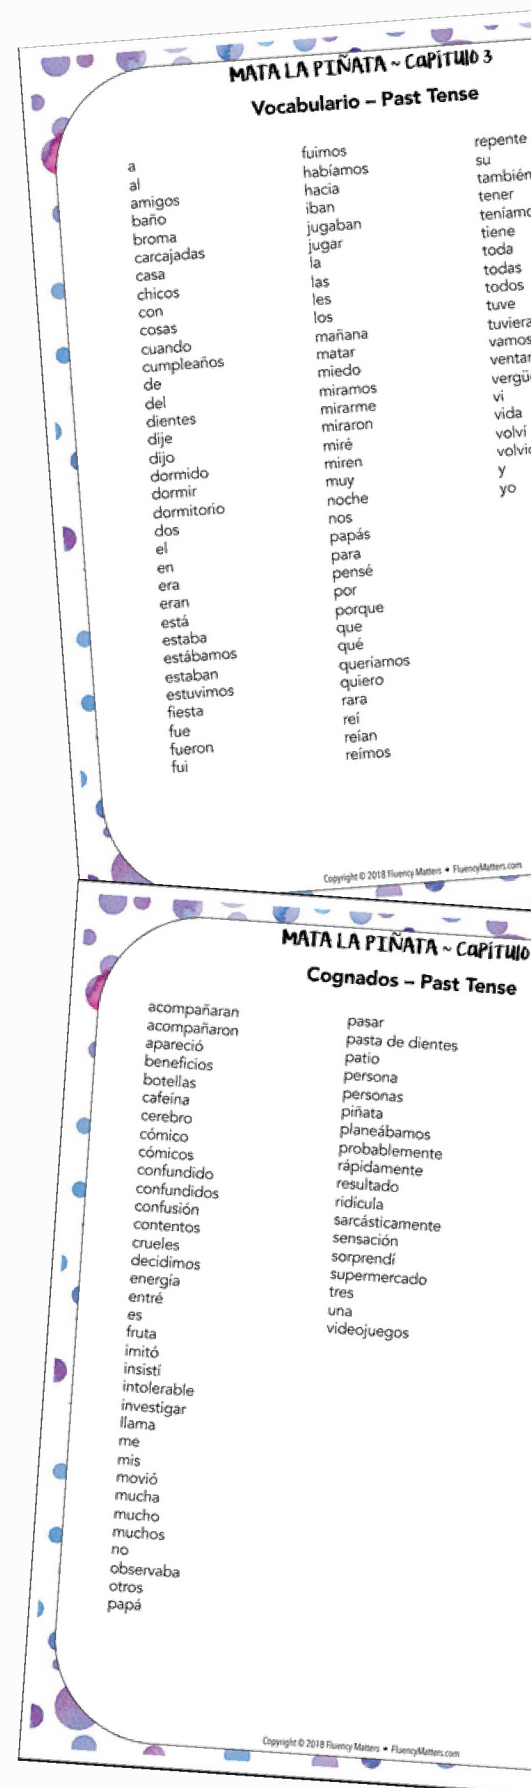 MATA LA PIÑATA ~ CAPÍTULO 3
Vocabulario – Past Tense
a
al
amigos
baño
broma
carcajadas
casa
chicos
con
cosas
cuando
cumpleaños
de
del
dientes
dije
dijo
dormido
dormir
dormitorio
dos
el
en
era
eran
está
estaba
estábamos
estaban
estuvimos
fiesta
fue
fueron
fui
fuimos
habíamos
hacia
iban
jugaban
jugar
la
las
les
los
mañana
matar
miedo
miramos
mirarme
miraron
miré
miren
muy
noche
nos
papás
para
pensé
por
porque
que
qué
queríamos
quiero
rara
reí
reían
reímos
repente
su
también
tener
teníamo
tiene
toda
todas
todos
tuve
tuviera
vamos
ventan
vergü
vi
vida
volví
volvi
y
yo
Copyright © 2018 Fluency Matters • FluencyMatters.com
MATA LA PIÑATA ~ CAPÍTULO
Cognados – Past Tense
acompañaran
acompañaron
apareció
beneficios
botellas
cafeína
cerebro
cómico
cómicos
confundido
confundidos
confusión
contentos
crueles
decidimos
energía
entré
es
fruta
imitó
insistí
intolerable
investigar
llama
me
mis
movió
mucha
mucho
muchos
no
observaba
otros
papá
pasar
pasta de dientes
patio
persona
personas
piñata
planeábamos
probablemente
rápidamente
resultado
ridícula
sarcásticamente
sensación
sorprendí
supermercado
tres
una
videojuegos
Copyright © 2018 Fluency Matters • FluencyMatters.com